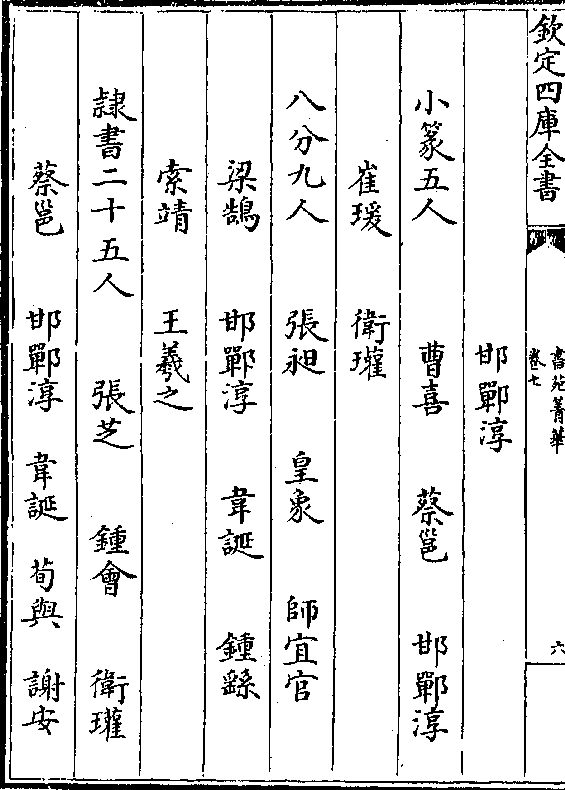 欽定四庫全書
書苑菁華
卷七
六
邯鄲淳
小篆五人 曹喜 蔡邕 邯鄲淳
崔瑗 衛瓘
八分九人 張昶 皇象 師宜官
梁鵠 邯鄲淳 韋誕 鍾繇
索靖 王羲之
隸書二十五人 張芝 鍾會 衛瓘
蔡邕 邯鄲淳 韋誕 荀輿 謝安